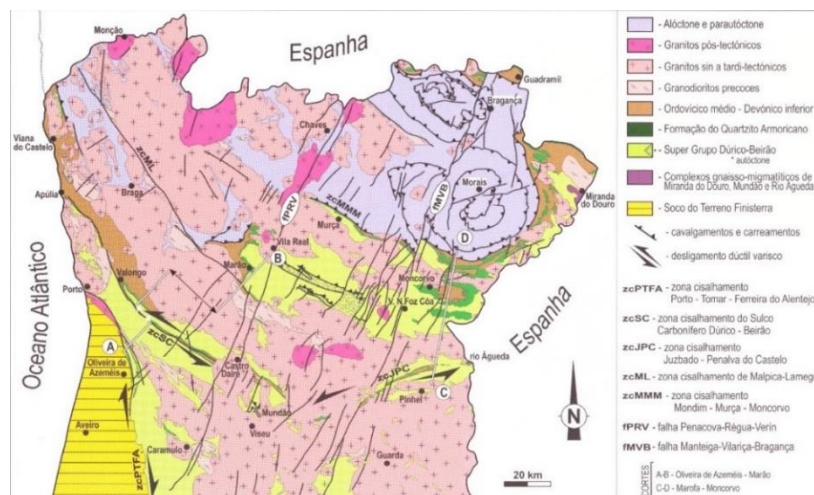 Espanha
Monção
Guadramil
Bragança
Chaves
Viana
do Castelo
zcML
Braga
fPRV
zcMMM
fMVB
Morais
Miranda
do Douro
Apúlia
Murça
D
Vila Real
B
Marão
Valongo
Porto
Moncorvo
V. N. Foz Côa
Oceano Atlântico
Espanha
zcSC
A
Oliveira de
Azeméis
Castro
Daire
zcJPC
rio Águeda
C
Pinhel
Mundão
Viseu
Aveiro
Caramulo
Guarda
zcPTFA
N
20 km
- Alóctone e parautóctone
- Granitos pós-tectónicos
- Granitos sin a tardi-tectónicos
- Granodioritos precoces
- Ordovícico médio - Devónico inferior
- Formação do Quartzito Armoricano
- Super Grupo Dúrico-Beirão
* autóctone
- Complexos gnaisso-migmatíticos de
Miranda do Douro, Mundão e Rio Águeda
- Soco do Terreno Finisterra
- cavalgamentos e carreamentos
- desligamento dúctil varisco
zcPTFA - zona cisalhamento
Porto - Tomar - Ferreira do Alentejo
zcSC - zona cisalhamento do Sulco
Carbonífero Dúrico - Beirão
zcJPC - zona cisalhamento
Juzbado - Penalva do Castelo
zcML - zona cisalhamento de Malpica-Lamego
zcMMM - zona cisalhamento
Mondim - Murça - Moncorvo
fPRV - falha Penacova-Régua-Verin
fMVB - falha Manteiga-Vilariça-Bragança
CORTES
A-B - Oliveira de Azeméis - Marão
C-D - Marofa - Moncorvo